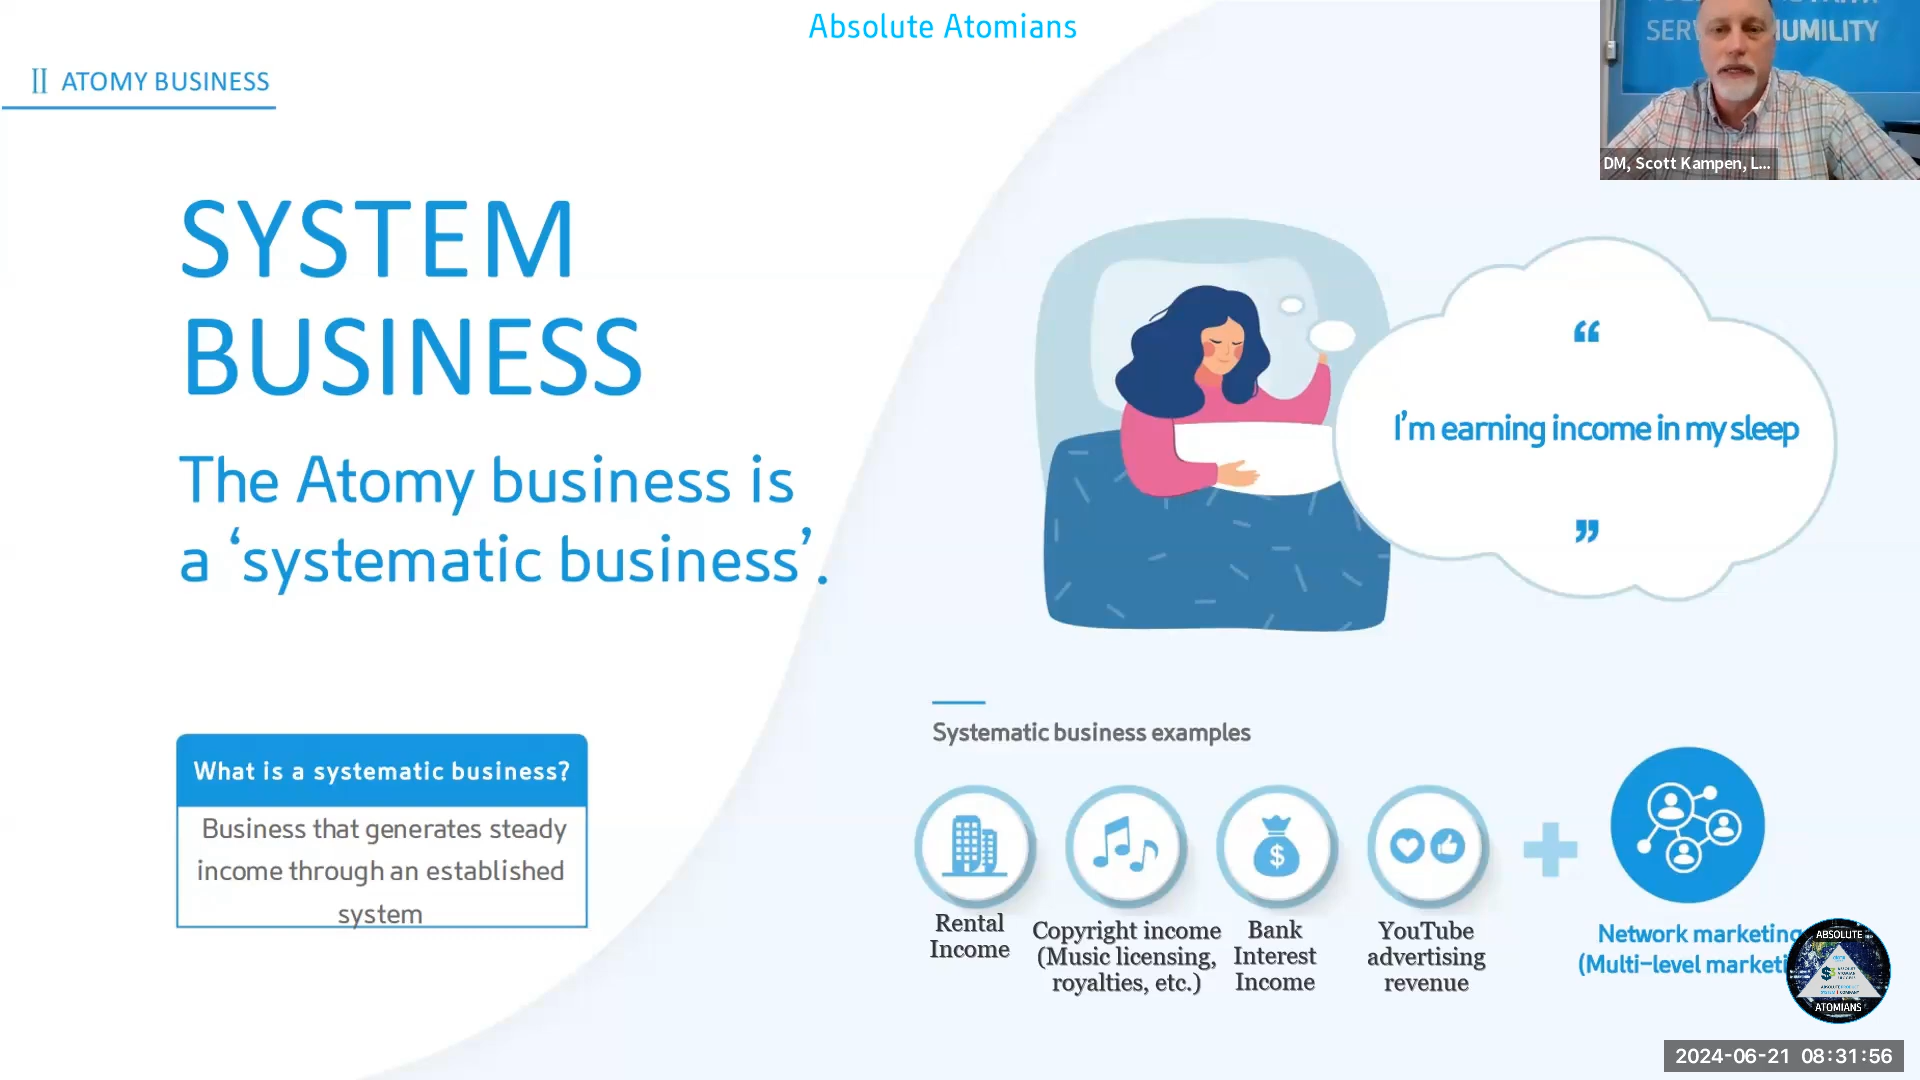 Absolute Atomians
II ATOMY BUSINESS
SERV
HUMILITY
DM, Scott Kampen, L...
SYSTEM
BUSINESS
The Atomy business is
a ‘systematic business’.
“
I’m earning income in my sleep
”
What is a systematic business?
Business that generates steady
income through an established
system
Systematic business examples
Rental
Income
Copyright income
(Music licensing,
royalties, etc.)
Bank
Interest
Income
YouTube
advertising
revenue
Network marketing
(Multi-level marketi
ABSOLUTE
ATOMIANS
2024-06-21 08:31:56